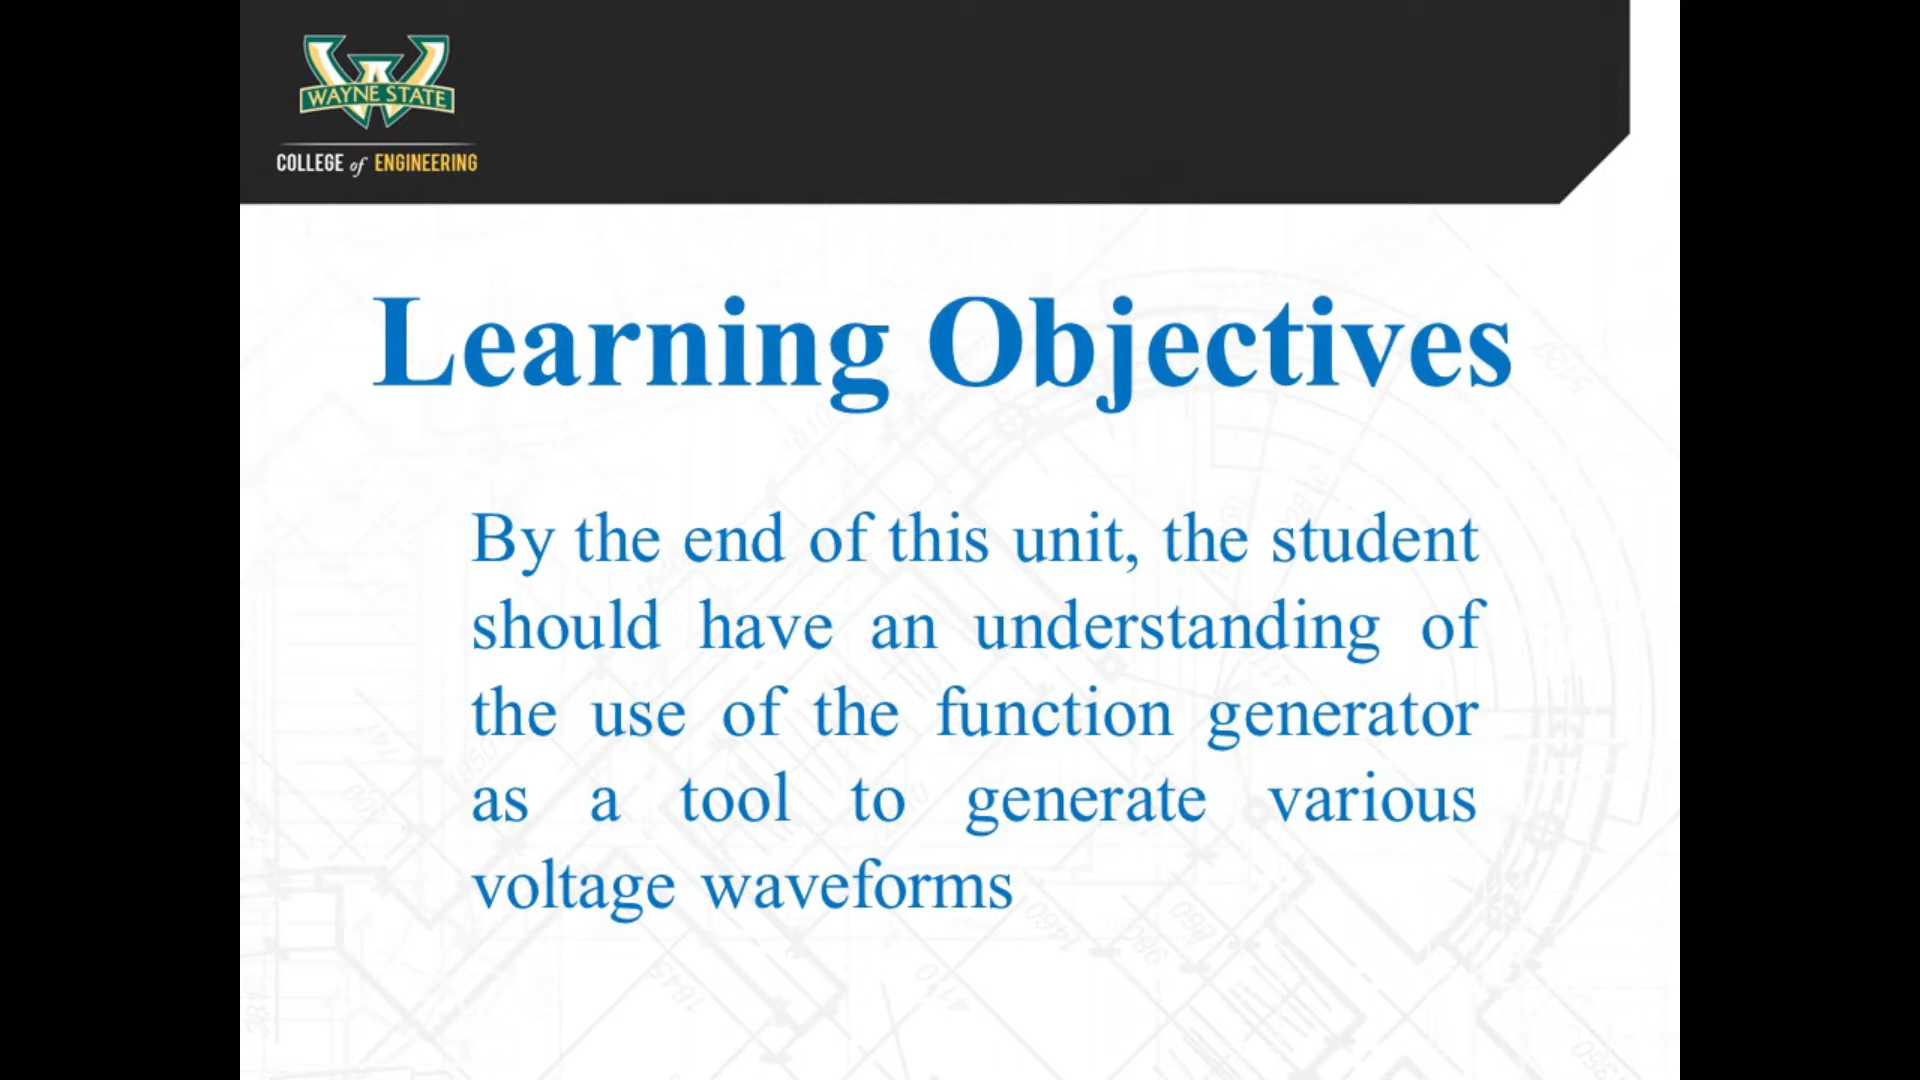 WAYNE STATE
COLLEGE of ENGINEERING
Learning Objectives
By the end of this unit, the student
should have an understanding of
the use of the function generator
as a tool to generate various
voltage waveforms